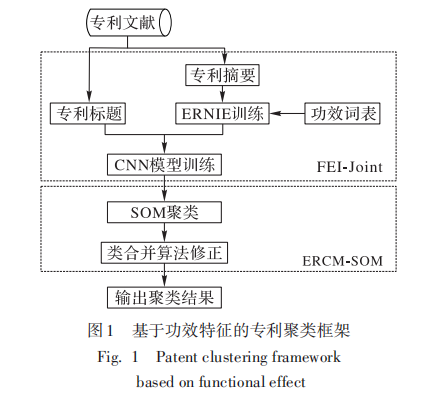 专利文献
专利摘要
专利标题
ERNIE训练
功效词表
CNN模型训练
FEI-Joint
SOM聚类
类合并算法修正
ERCM-SOM
输出聚类结果
图1 基于功效特征的专利聚类框架
Fig. 1 Patent clustering framework
based on functional effect